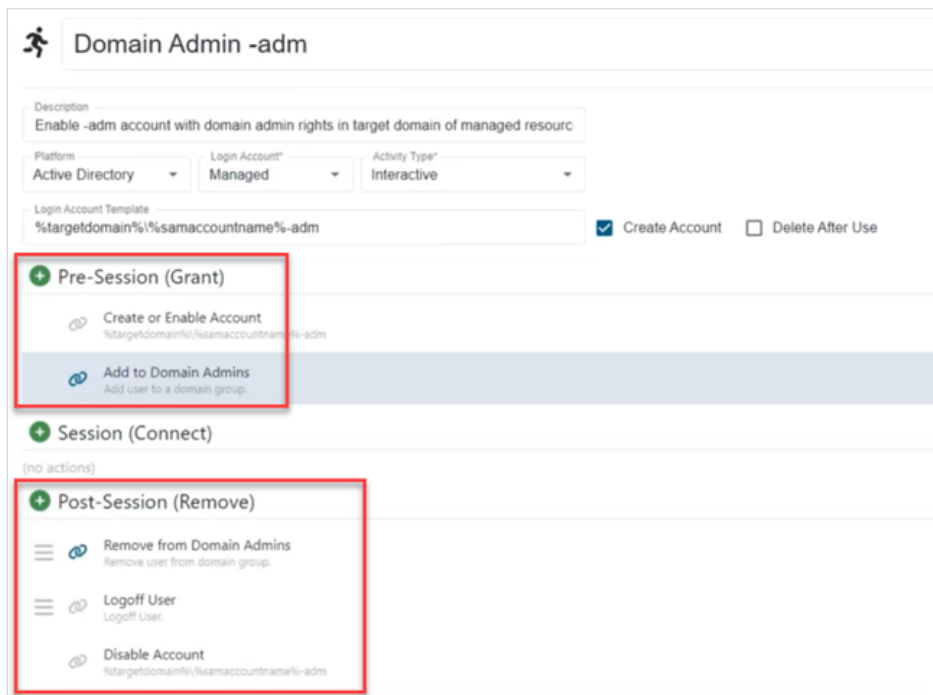 Domain Admin -adm
Description
Enable -adm account with domain admin rights in target domain of managed resourc
Platform
Active Directory
Login Account*
Managed
Activity Type*
Interactive
Login Account Template
%targetdomain%\%samaccountname%-adm
Create Account
Delete After Use
Pre-Session (Grant)
Create or Enable Account
%targetdomain%\%samaccountname%-adm
Add to Domain Admins
Add user to a domain group.
Session (Connect)
(no actions)
Post-Session (Remove)
Remove from Domain Admins
Remove user from domain group.
Logoff User
Logoff User.
Disable Account
%targetdomain%\%samaccountname%-adm